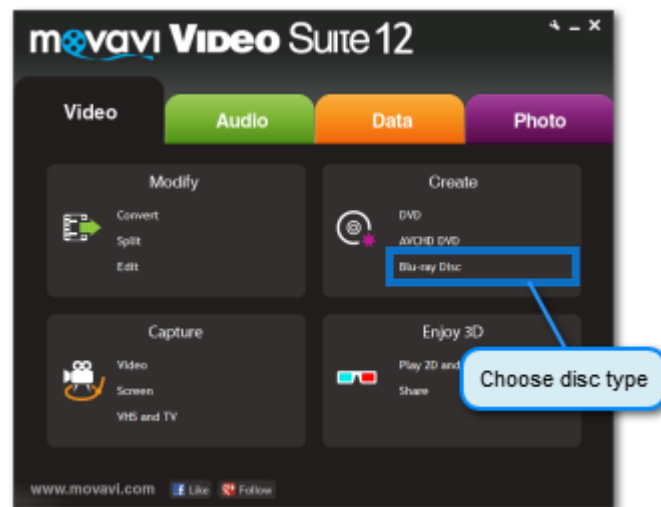 movavi Video Suite 12
Video
Audio
Data
Photo
Modify
Convert
Split
Edit
Create
DVD
AVCHD DVD
Blu-ray Disc
Capture
Video
Screen
VHS and TV
Enjoy 3D
Play 2D and
Share
Choose disc type
www.movavi.com
Like
Follow